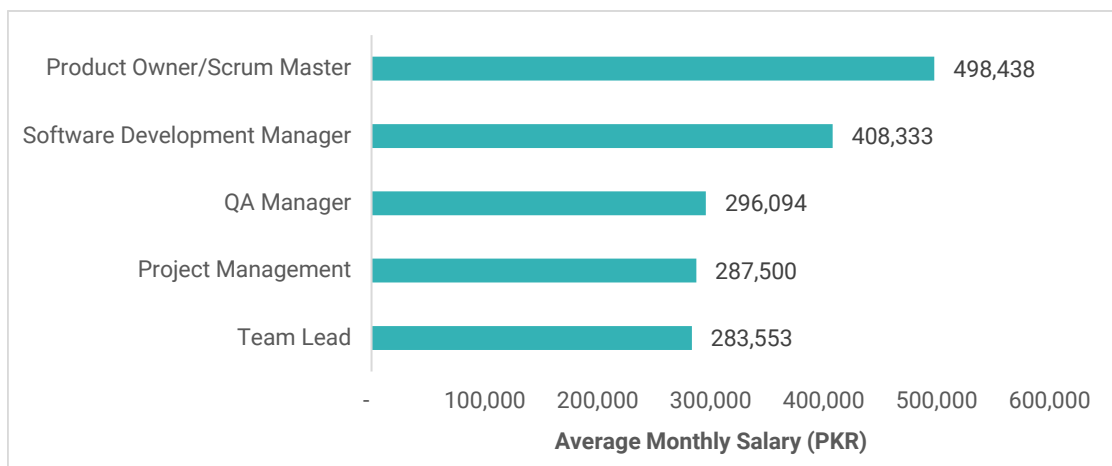 Product Owner/Scrum Master 498,438
Software Development Manager 408,333
QA Manager 296,094
Project Management 287,500
Team Lead 283,553
- 100,000 200,000 300,000 400,000 500,000 600,000
Average Monthly Salary (PKR)